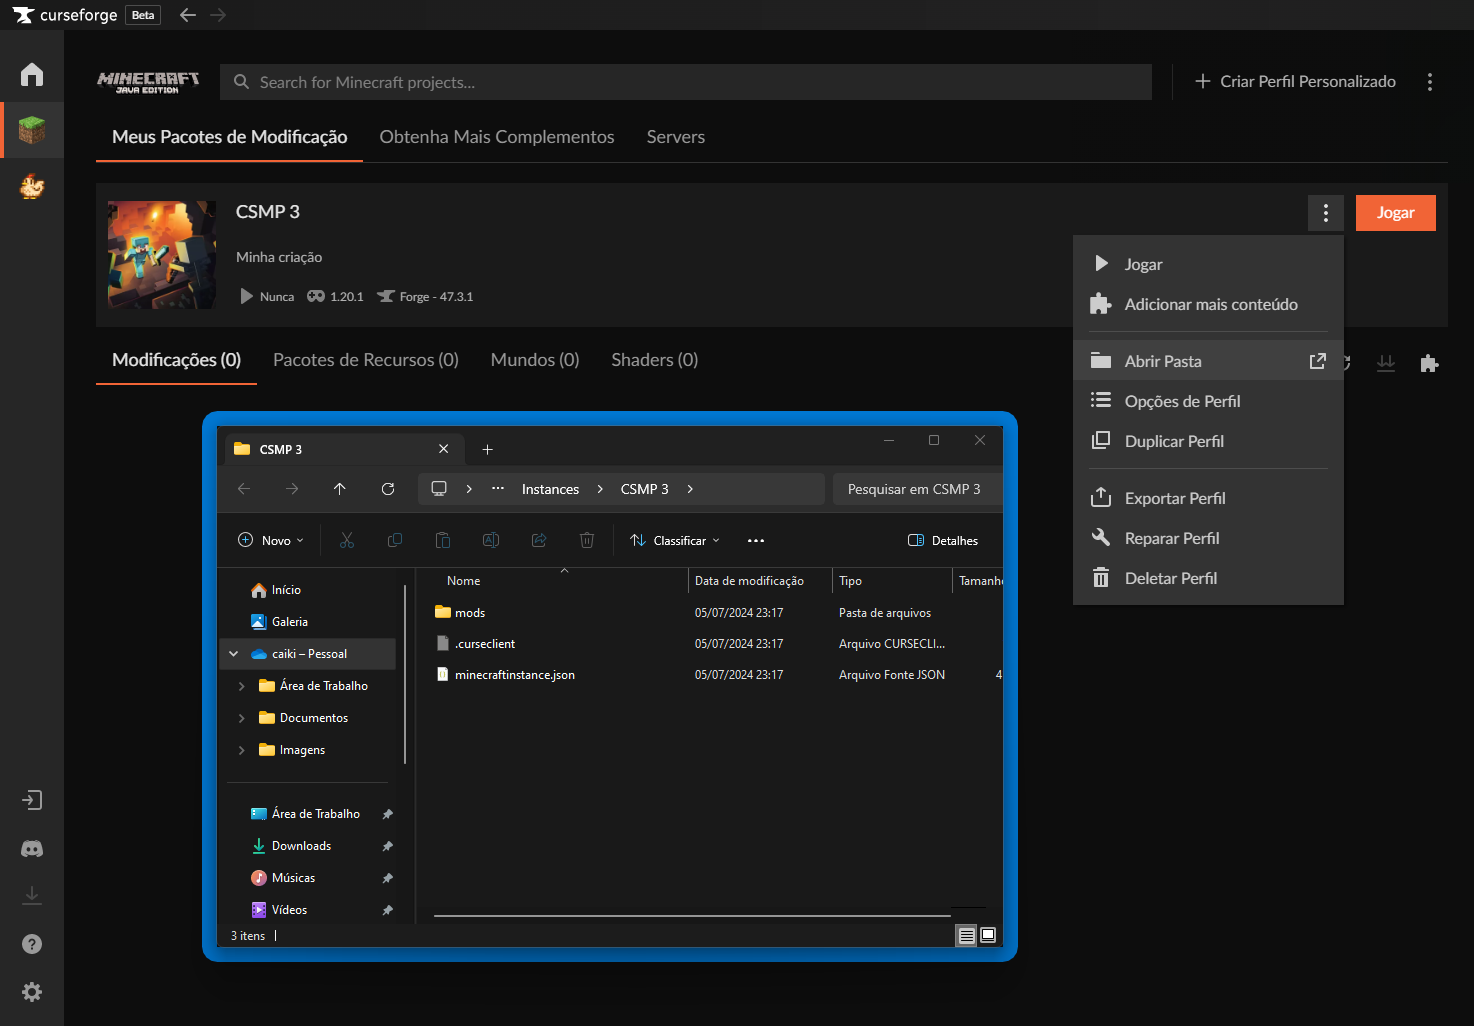 curseforge Beta
MINECRAFT
JAVA EDITION
Search for Minecraft projects...
Criar Perfil Personalizado
Meus Pacotes de Modificação
Obtenha Mais Complementos
Servers
CSMP 3
Jogar
Minha criação
Nunca
1.20.1
Forge - 47.3.1
Jogar
Adicionar mais conteúdo
Abrir Pasta
Opções de Perfil
Duplicar Perfil
Exportar Perfil
Reparar Perfil
Deletar Perfil
Modificações (0)
Pacotes de Recursos (0)
Mundos (0)
Shaders (0)
CSMP 3
Instances
CSMP 3
Pesquisar em CSMP 3
Novo
Classificar
Detalhes
Início
Galeria
caiki – Pessoal
Área de Trabalho
Documentos
Imagens
Área de Trabalho
Downloads
Músicas
Vídeos
Nome Data de modificação Tipo Tamanho
mods 05/07/2024 23:17 Pasta de arquivos
.curseclient 05/07/2024 23:17 Arquivo CURSECLI...
minecraftinstance.json 05/07/2024 23:17 Arquivo Fonte JSON 4
3 itens